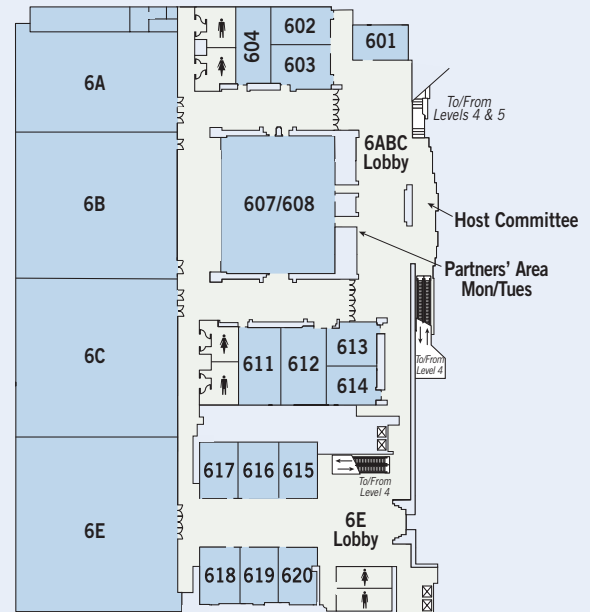 602
601
604
603
6A
To/From
Levels 4 & 5
6ABC
Lobby
6B
607/608
Host Committee
Partners' Area
Mon/Tues
6C
613
611
612
614
To/From
Level 4
617
616
615
To/From
Level 4
6E
6E
Lobby
618
619
620